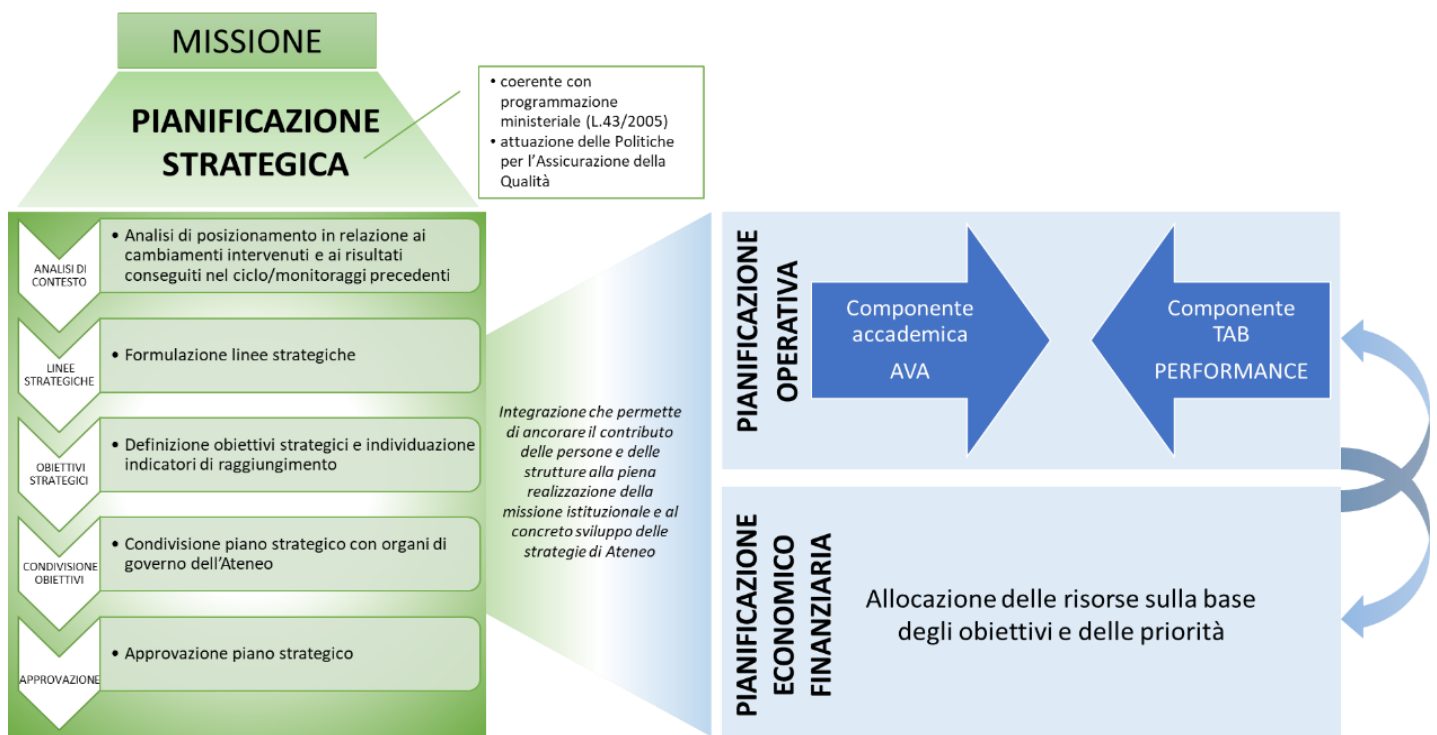 MISSIONE
PIANIFICAZIONE
STRATEGICA
• coerente con
programmazione
ministeriale (L.43/2005)
• attuazione delle Politiche
per l'Assicurazione della
Qualità
ANALISI DI
CONTESTO
• Analisi di posizionamento in relazione ai
cambiamenti intervenuti e ai risultati
conseguiti nel ciclo/monitoraggi precedenti
LINEE
STRATEGICHE
• Formulazione linee strategiche
OBIETTIVI
STRATEGICI
• Definizione obiettivi strategici e individuazione
indicatori di raggiungimento
CONDIVISIONE
OBIETTIVI
• Condivisione piano strategico con organi di
governo dell'Ateneo
APPROVAZIONE
• Approvazione piano strategico
Integrazione che permette
di ancorare il contributo
delle persone e delle
strutture alla piena
realizzazione della
missione istituzionale e al
concreto sviluppo delle
strategie di Ateneo
PIANIFICAZIONE
OPERATIVA
Componente
accademica
AVA
Componente
TAB
PERFORMANCE
PIANIFICAZIONE
ECONOMICO
FINANZIARIA
Allocazione delle risorse sulla base
degli obiettivi e delle priorità